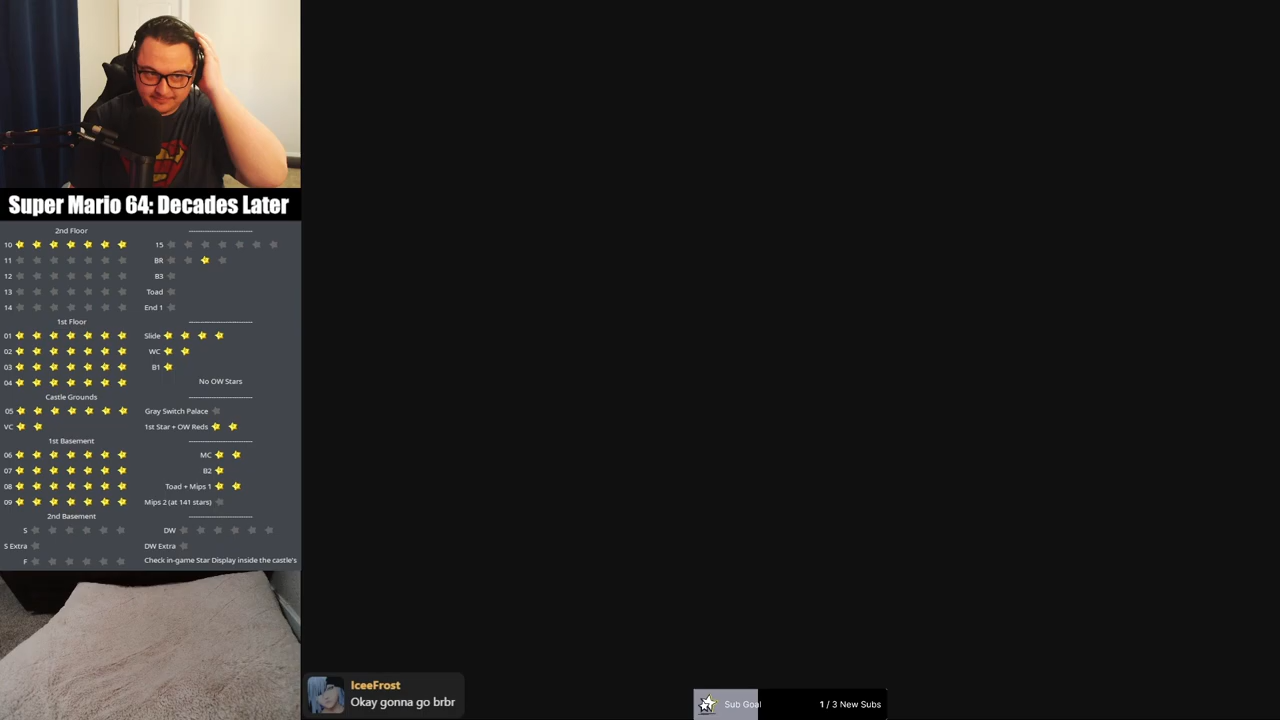 Super Mario 64: Decades Later
2nd Floor
--------------------------
10
15
11
BR
12
B3
13
Toad
14
End 1
1st Floor
--------------------------
01
Slide
02
WC
03
B1
04
No OW Stars
Castle Grounds
--------------------------
05
Gray Switch Palace
VC
1st Star + OW Reds
1st Basement
--------------------------
06
MC
07
B2
08
Toad + Mips 1
09
Mips 2 (at 141 stars)
2nd Basement
--------------------------
S
DW
S Extra
DW Extra
F
Check in-game Star Display inside the castle's
IceeFrost
Okay gonna go brbr
Sub Goal
1 / 3 New Subs